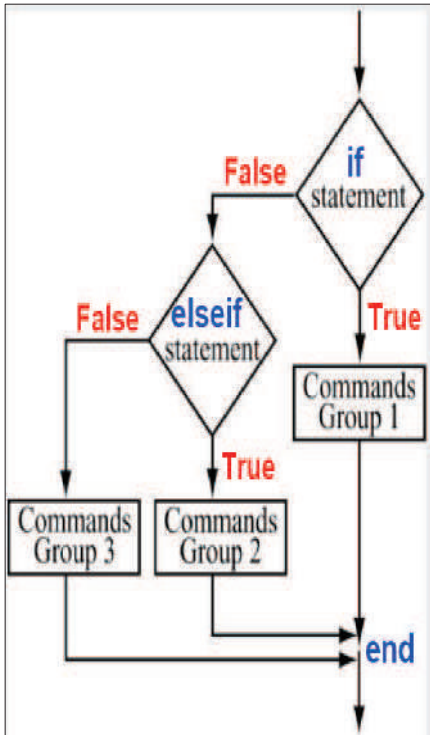 if
statement
False
True
elseif
statement
False
True
Commands
Group 1
Commands
Group 3
Commands
Group 2
end